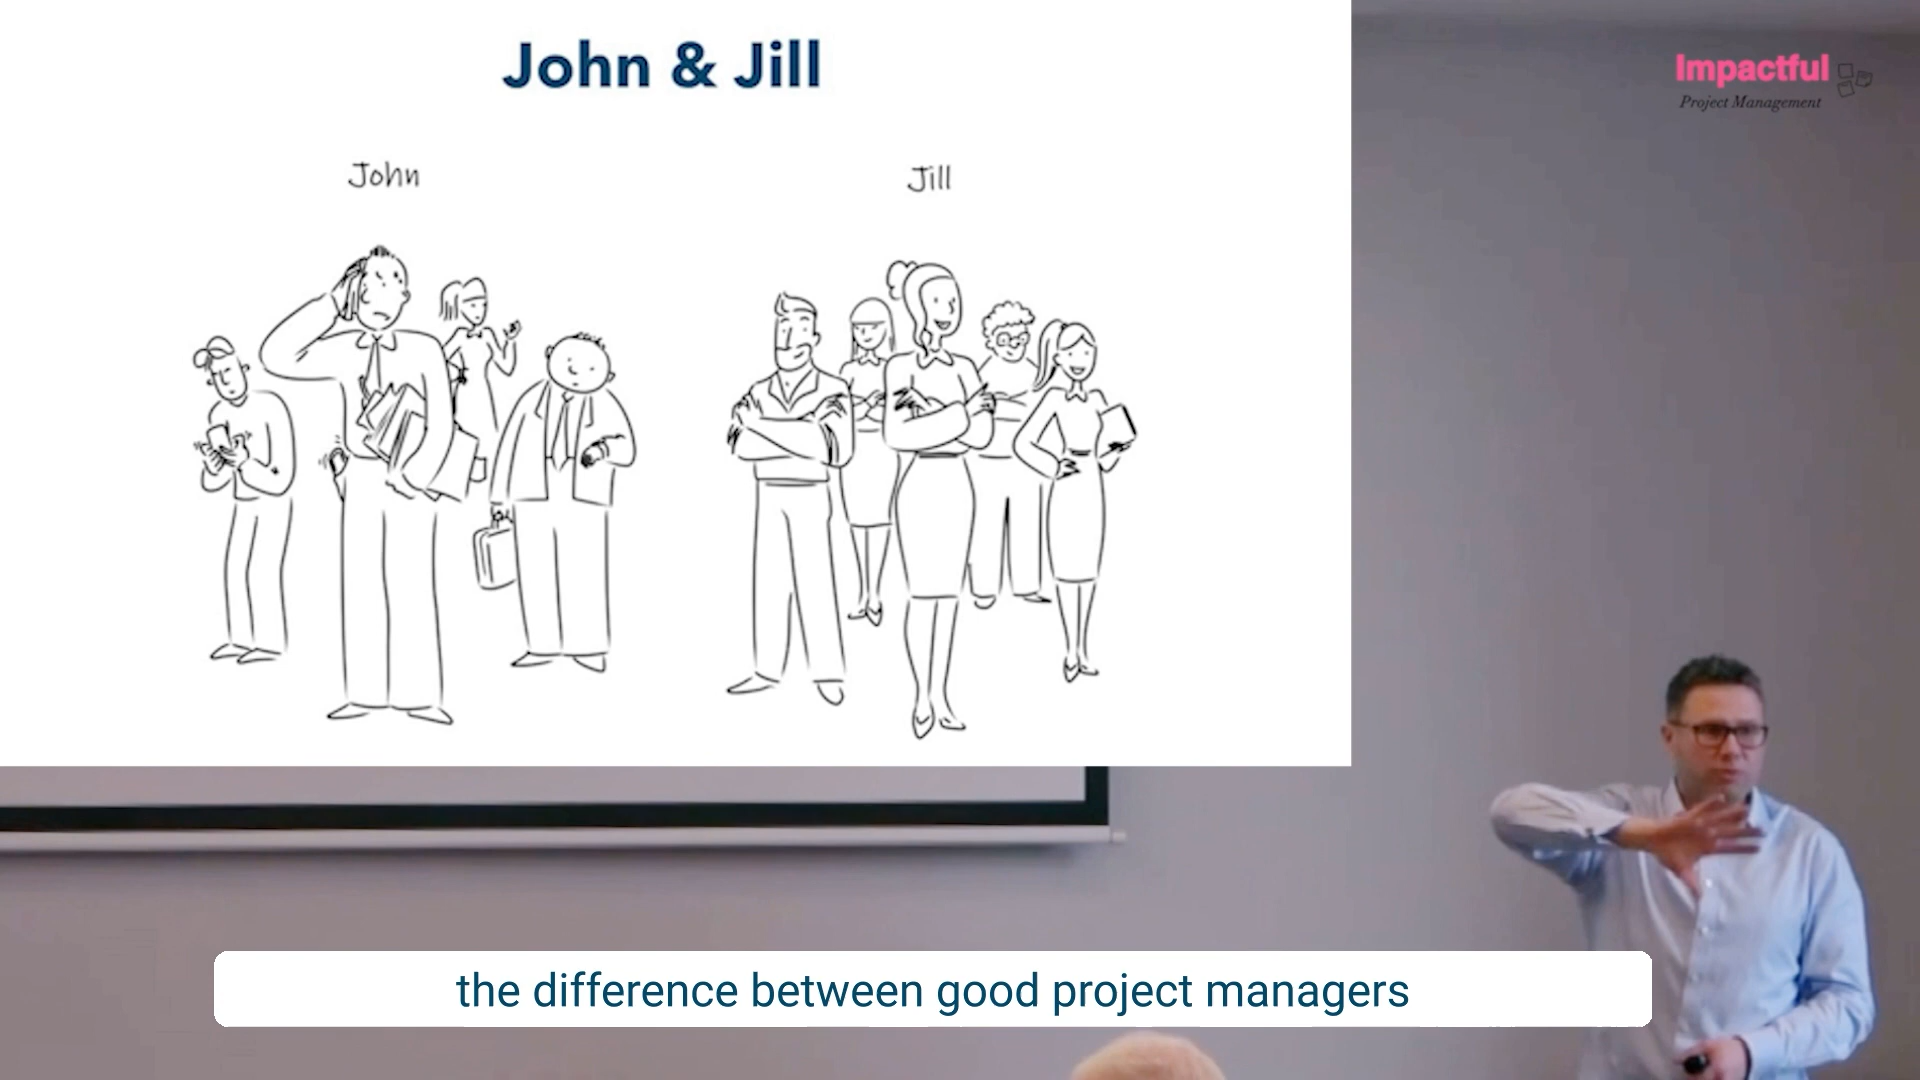 John & Jill
John
Jill
Impactful
Project Management
the difference between good project managers